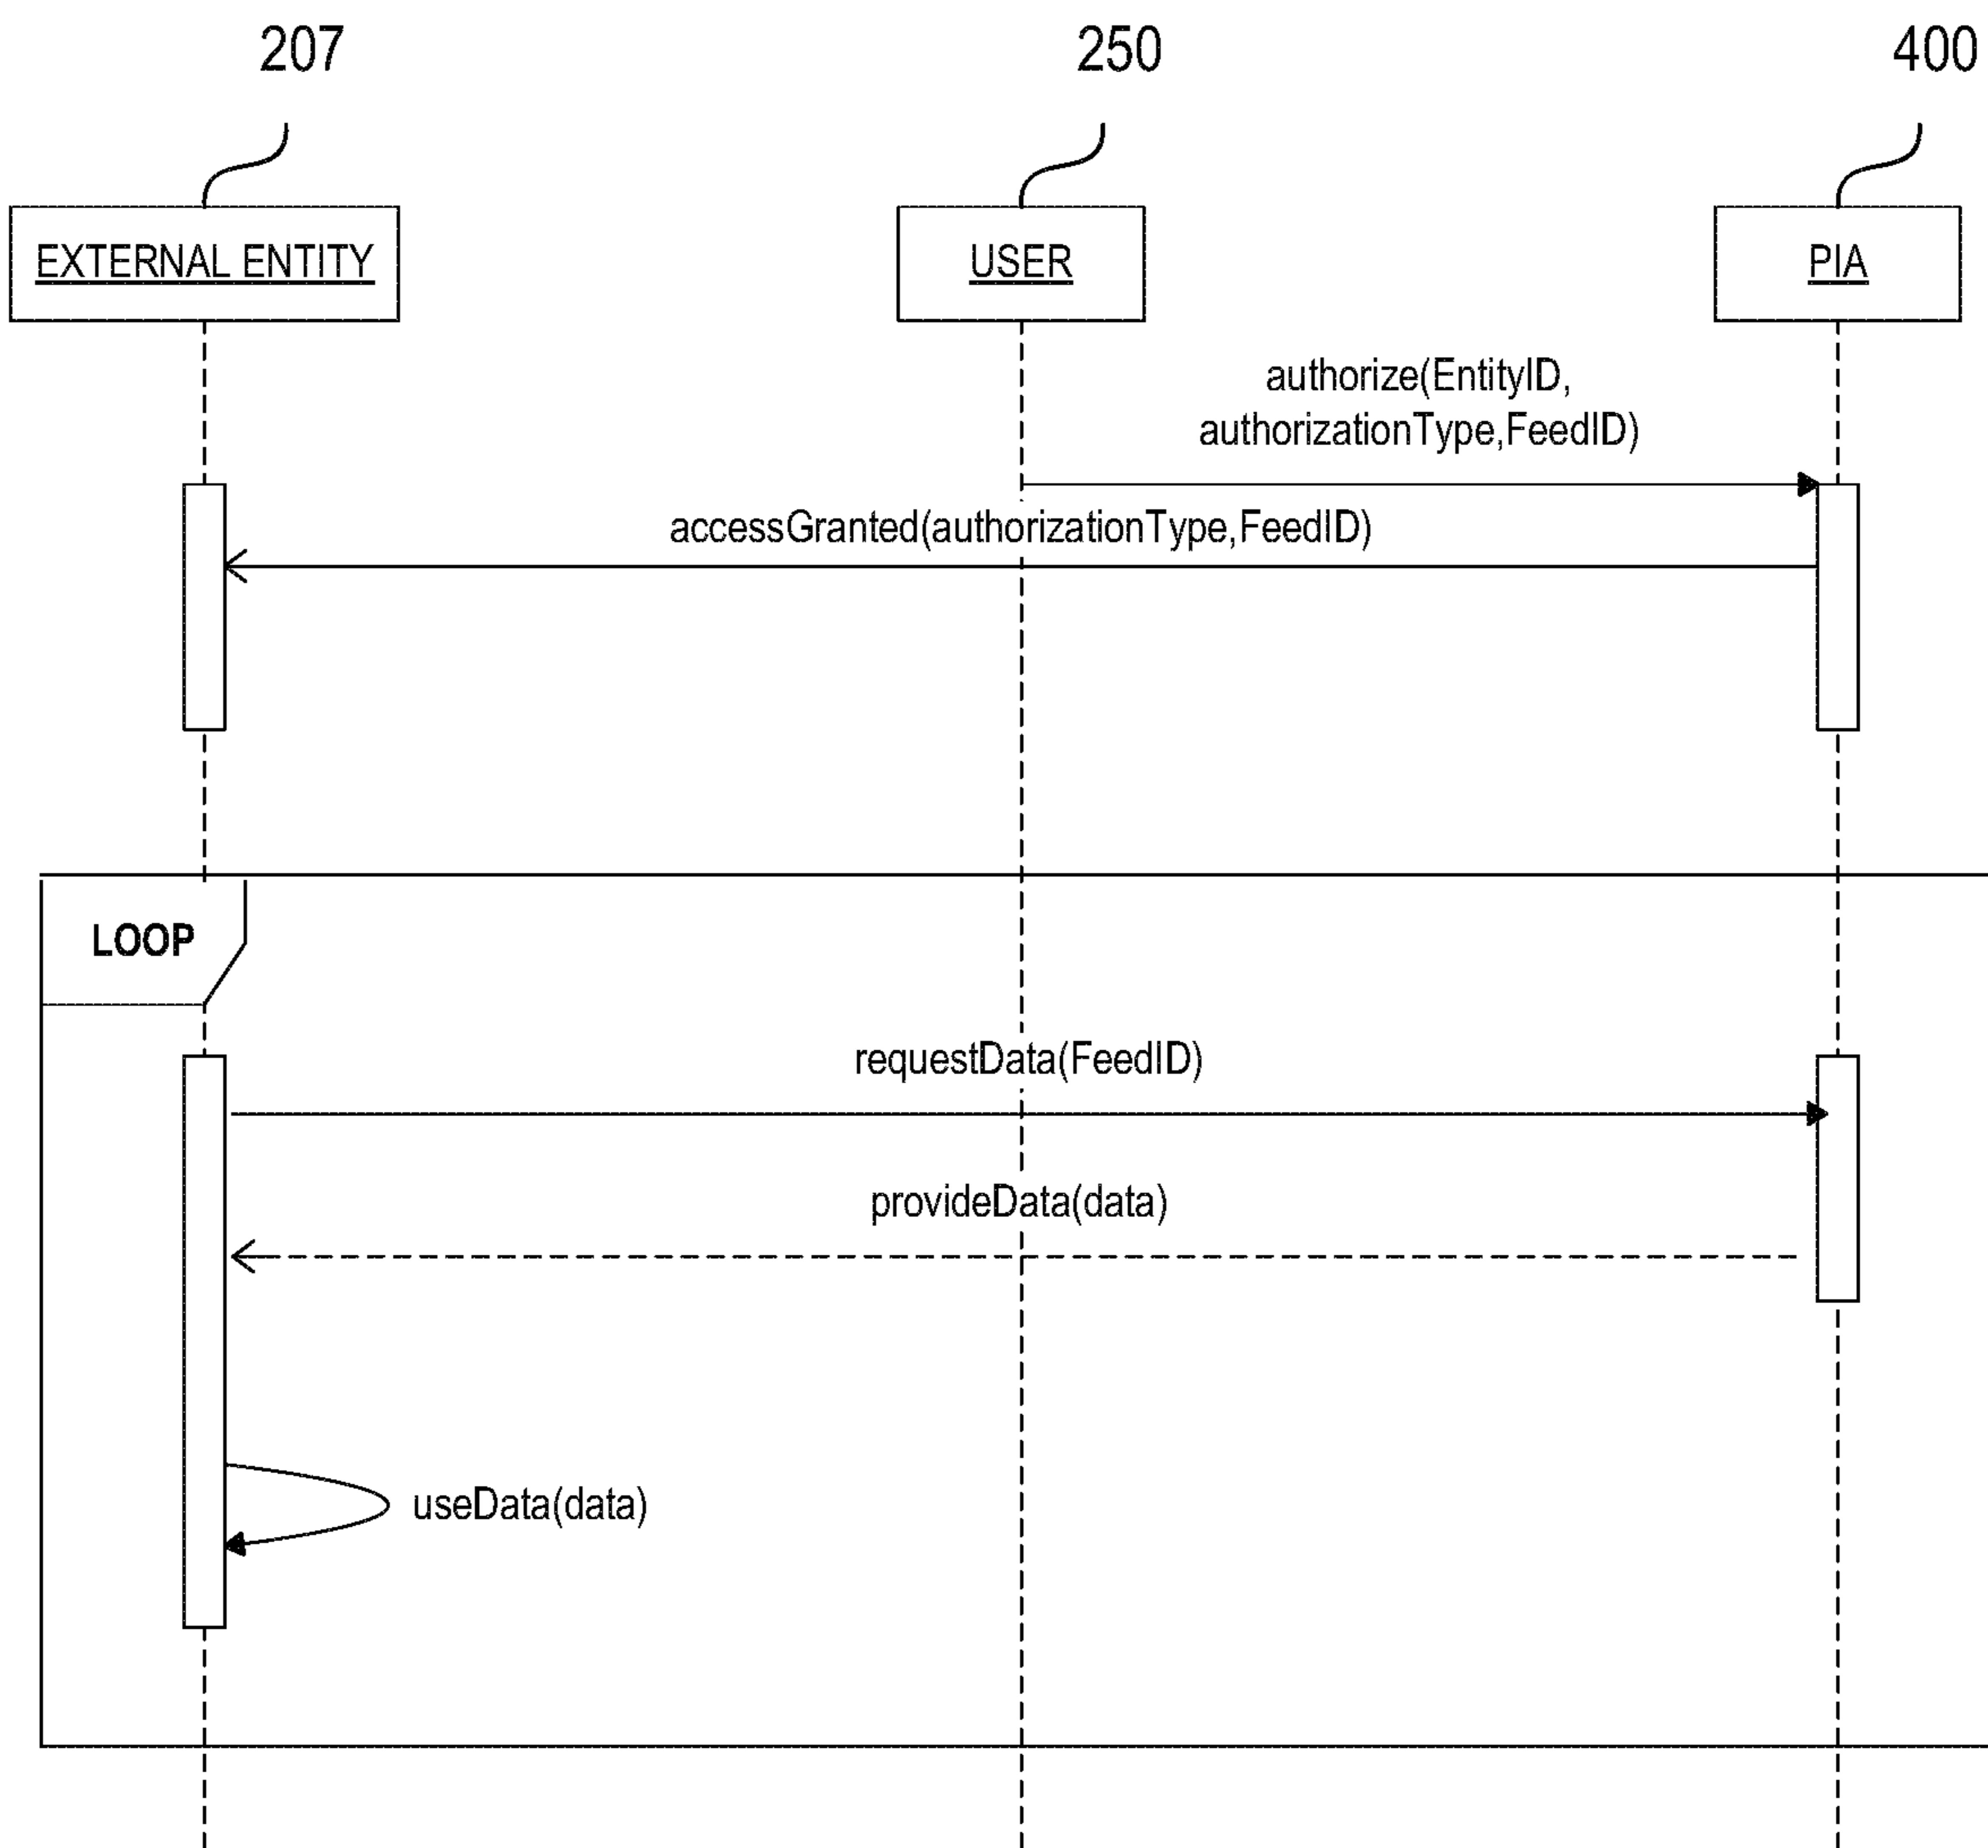 207
250
400
EXTERNAL ENTITY
USER
PIA
authorize(EntityID,
authorizationType,FeedID)
accessGranted(authorizationType,FeedID)
LOOP
requestData(FeedID)
provideData(data)
useData(data)